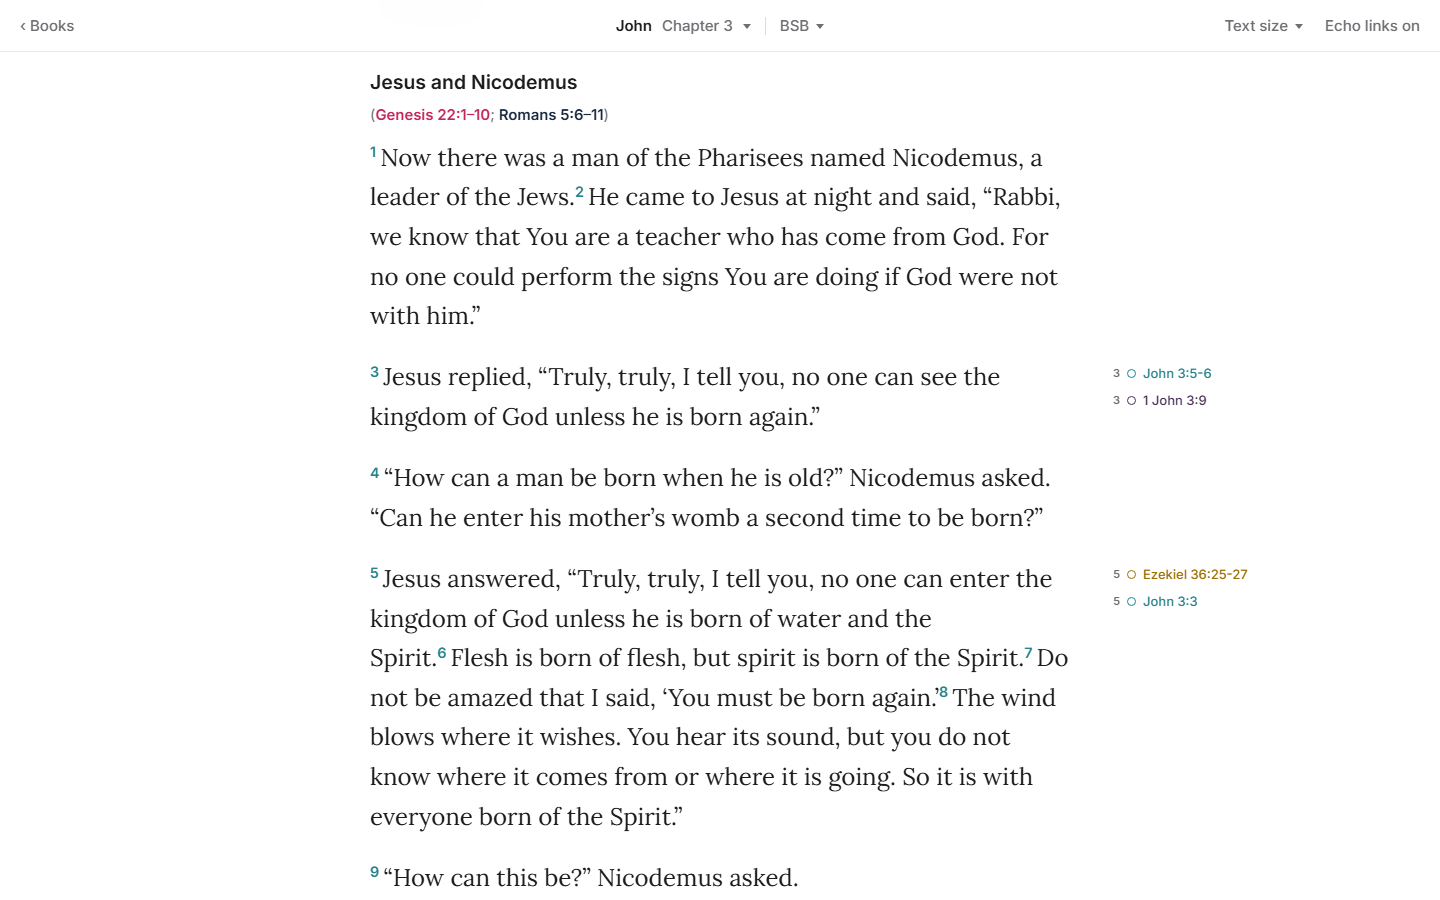 ‹ Books
John Chapter 3 BSB
Text size Echo links on
Jesus and Nicodemus
(Genesis 22:1–10; Romans 5:6–11)
1 Now there was a man of the Pharisees named Nicodemus, a
leader of the Jews. 2 He came to Jesus at night and said, “Rabbi,
we know that You are a teacher who has come from God. For
no one could perform the signs You are doing if God were not
with him.”
3 Jesus replied, “Truly, truly, I tell you, no one can see the
kingdom of God unless he is born again.”
3 John 3:5-6
3 1 John 3:9
4 “How can a man be born when he is old?” Nicodemus asked.
“Can he enter his mother’s womb a second time to be born?”
5 Jesus answered, “Truly, truly, I tell you, no one can enter the
kingdom of God unless he is born of water and the
Spirit. 6 Flesh is born of flesh, but spirit is born of the Spirit. 7 Do
not be amazed that I said, ‘You must be born again.’ 8 The wind
blows where it wishes. You hear its sound, but you do not
know where it comes from or where it is going. So it is with
everyone born of the Spirit.”
5 Ezekiel 36:25-27
5 John 3:3
9 “How can this be?” Nicodemus asked.